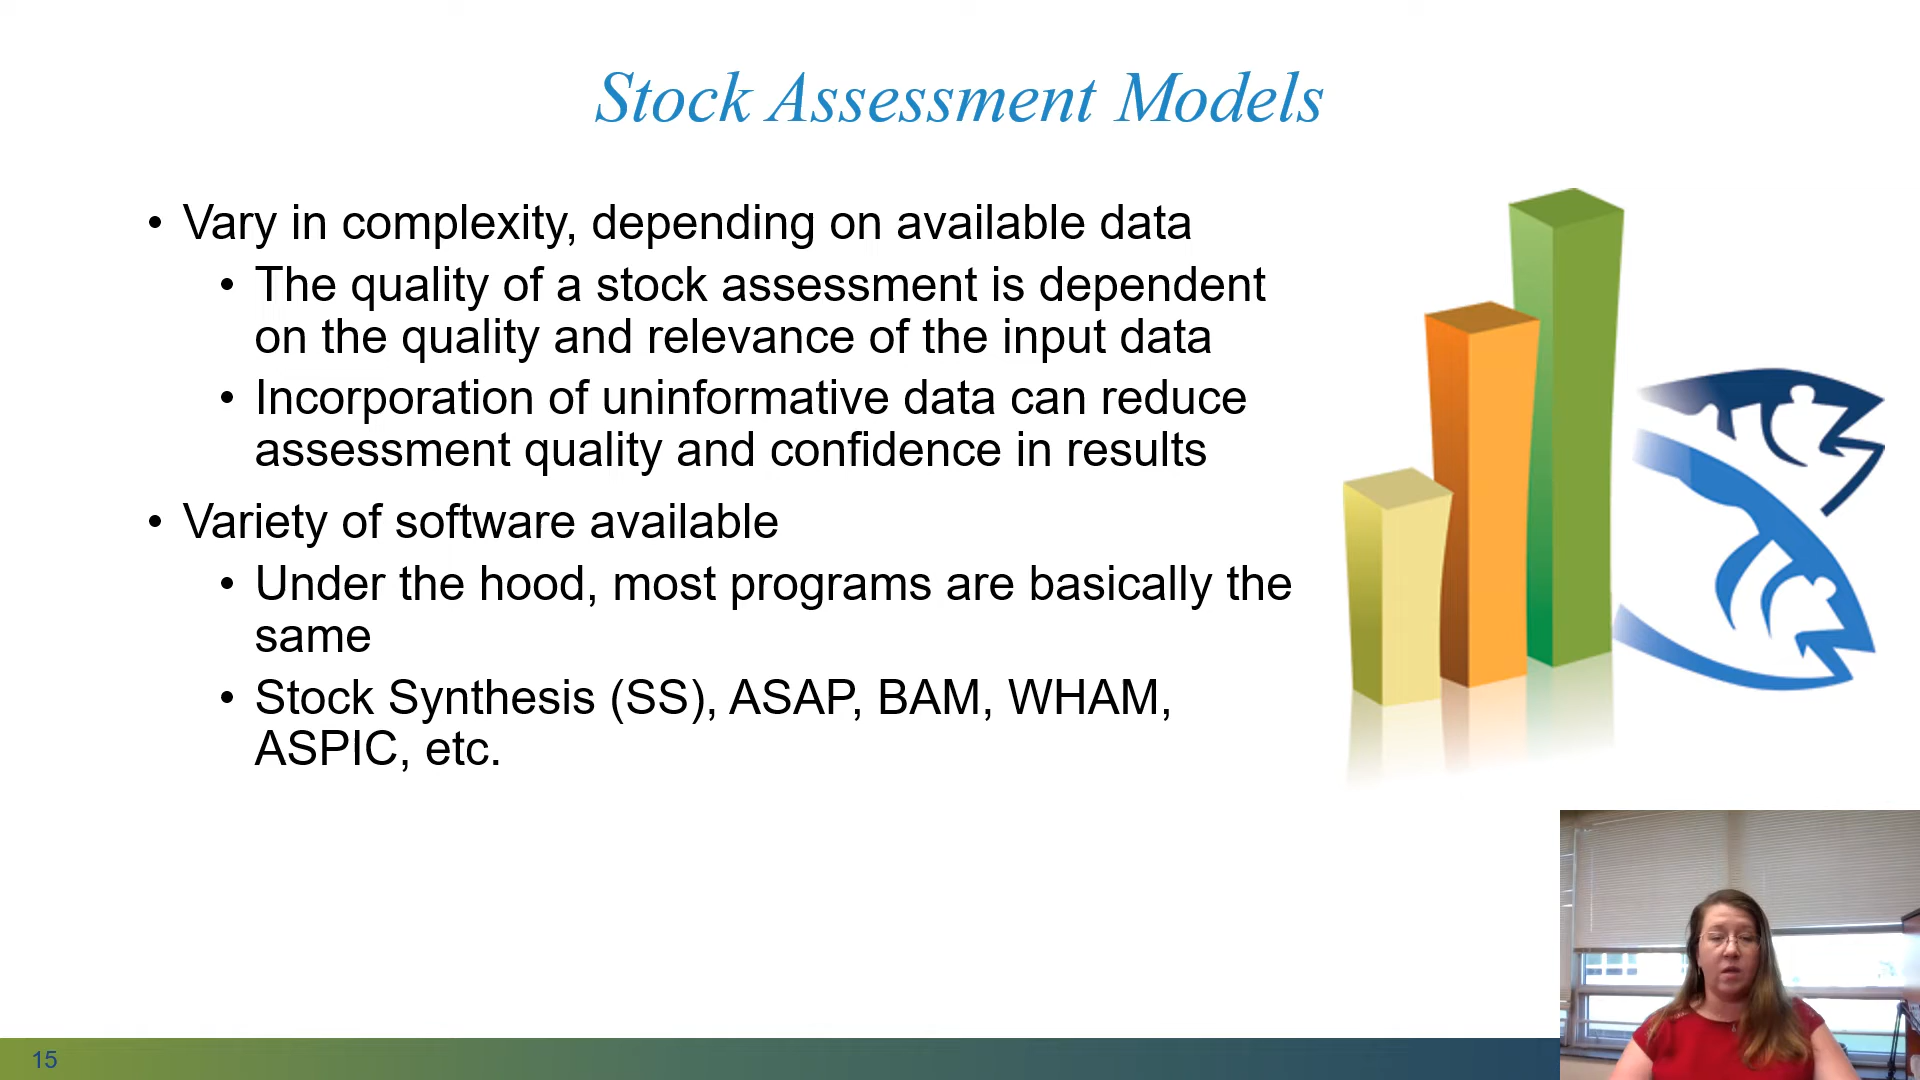 Stock Assessment Models
• Vary in complexity, depending on available data
• The quality of a stock assessment is dependent
on the quality and relevance of the input data
• Incorporation of uninformative data can reduce
assessment quality and confidence in results
• Variety of software available
• Under the hood, most programs are basically the
same
• Stock Synthesis (SS), ASAP, BAM, WHAM,
ASPIC, etc.
15